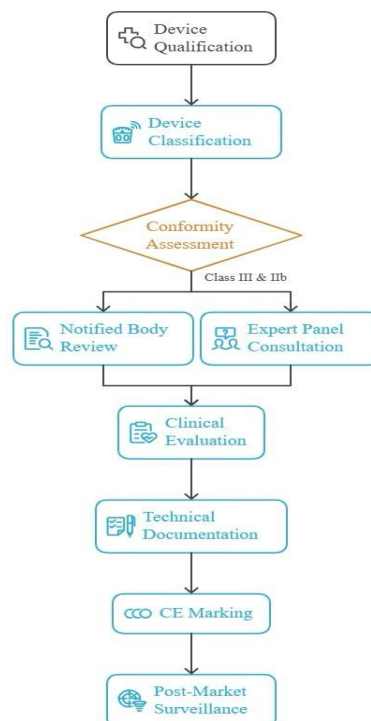 Device
Qualification
Device
Classification
Conformity
Assessment
Class III & IIb
Notified Body
Review
Expert Panel
Consultation
Clinical
Evaluation
Technical
Documentation
CE Marking
Post-Market
Surveillance